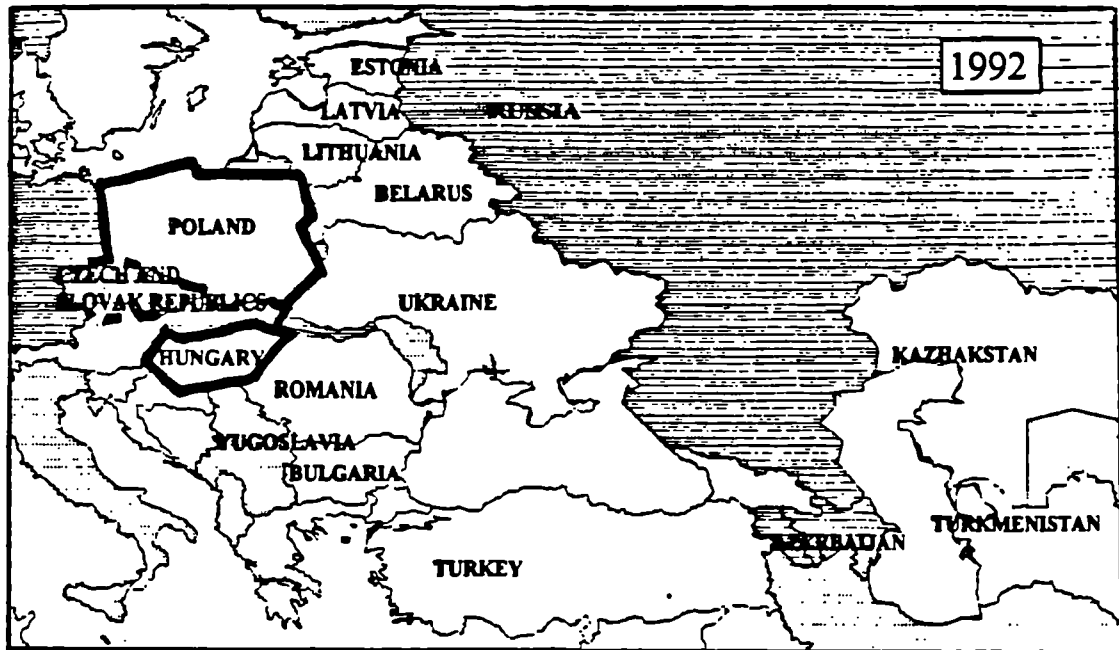 1992
ESTONIA
LATVIA
RUSSIA
LITHUANIA
BELARUS
POLAND
CZECH AND
SLOVAK REPUBLICS
UKRAINE
HUNGARY
KAZHAKSTAN
ROMANIA
YUGOSLAVIA
BULGARIA
TURKMENISTAN
AZERBAIJAN
TURKEY